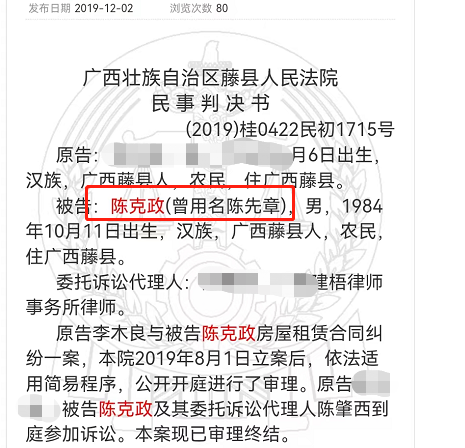 发布日期 2019-12-02 浏览次数 80
广西壮族自治区藤县人民法院
民 事 判 决 书
(2019)桂0422民初1715号
原告： 月6日出生，
汉族，广西藤县人，农民，住广西藤县。
被告：陈克政(曾用名陈先章)，男，1984
年10月11日出生，汉族，广西藤县人，农民，
住广西藤县。
委托诉讼代理人： 建梧律师
事务所律师。
原告李木良与被告陈克政房屋租赁合同纠
纷一案，本院2019年8月1日立案后，依法适
用简易程序，公开开庭进行了审理。原告
被告陈克政及其委托诉讼代理人陈肇西到
庭参加诉讼。本案现已审理终结。